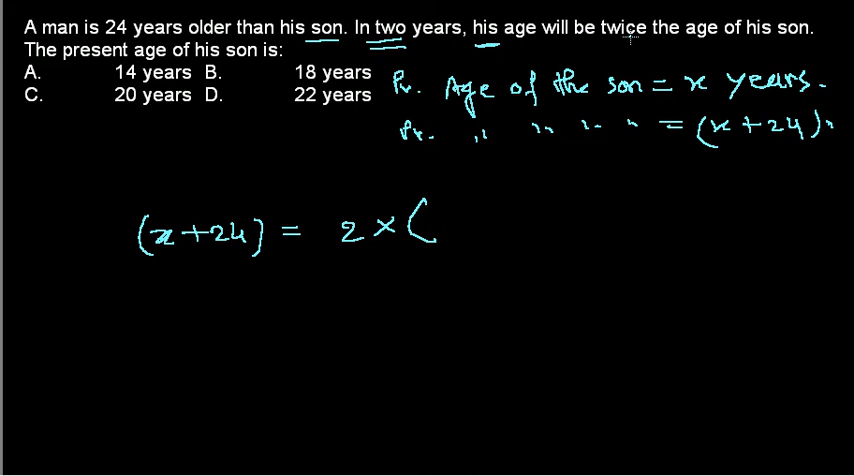 A man is 24 years older than his son. In two years, his age will be twice the age of his son.
The present age of his son is:
A. 14 years B. 18 years
C. 20 years D. 22 years
Pr. Age of the son = x years.
Pr. " " " " = (x+24) "
(x+24) = 2 × (